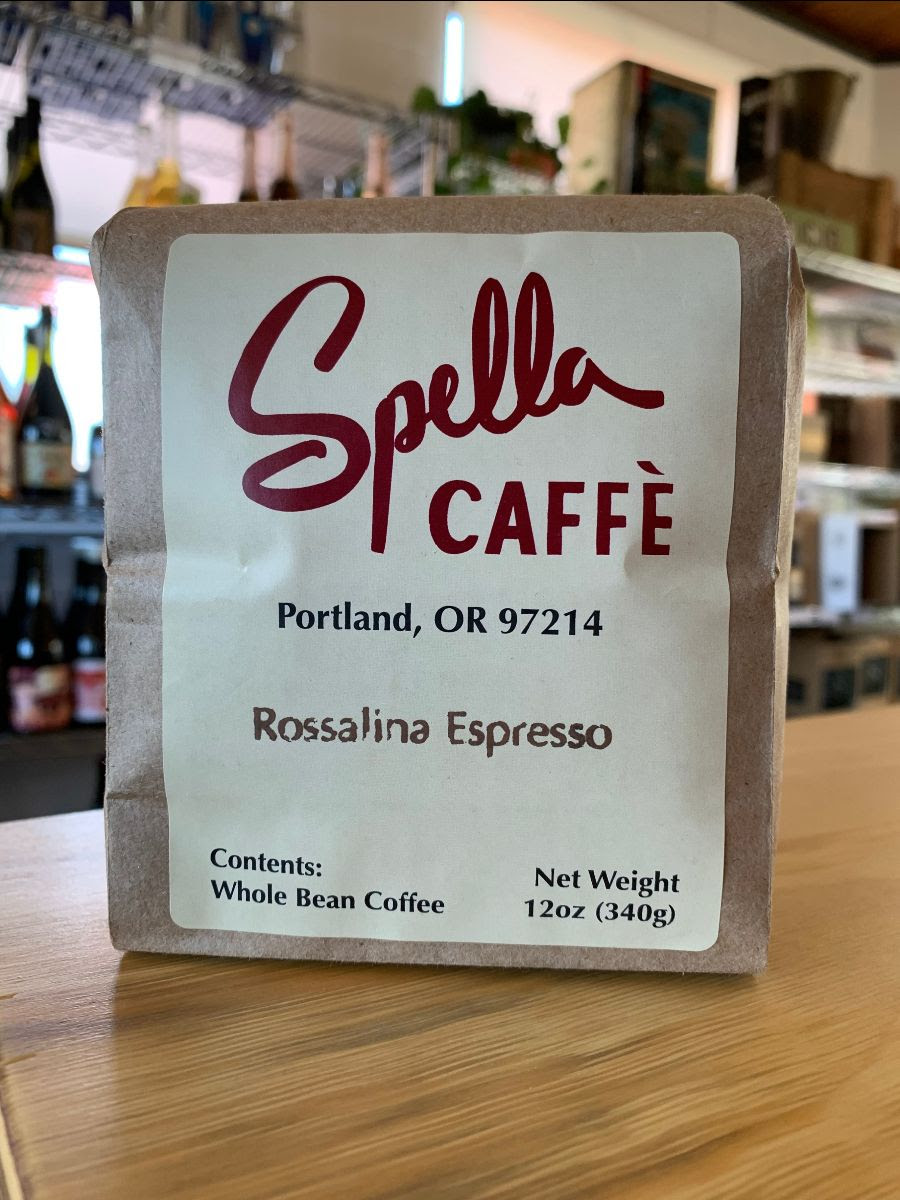 Spella
CAFFÈ
Portland, OR 97214
Rossalina Espresso
Contents:
Whole Bean Coffee
Net Weight
12oz (340g)